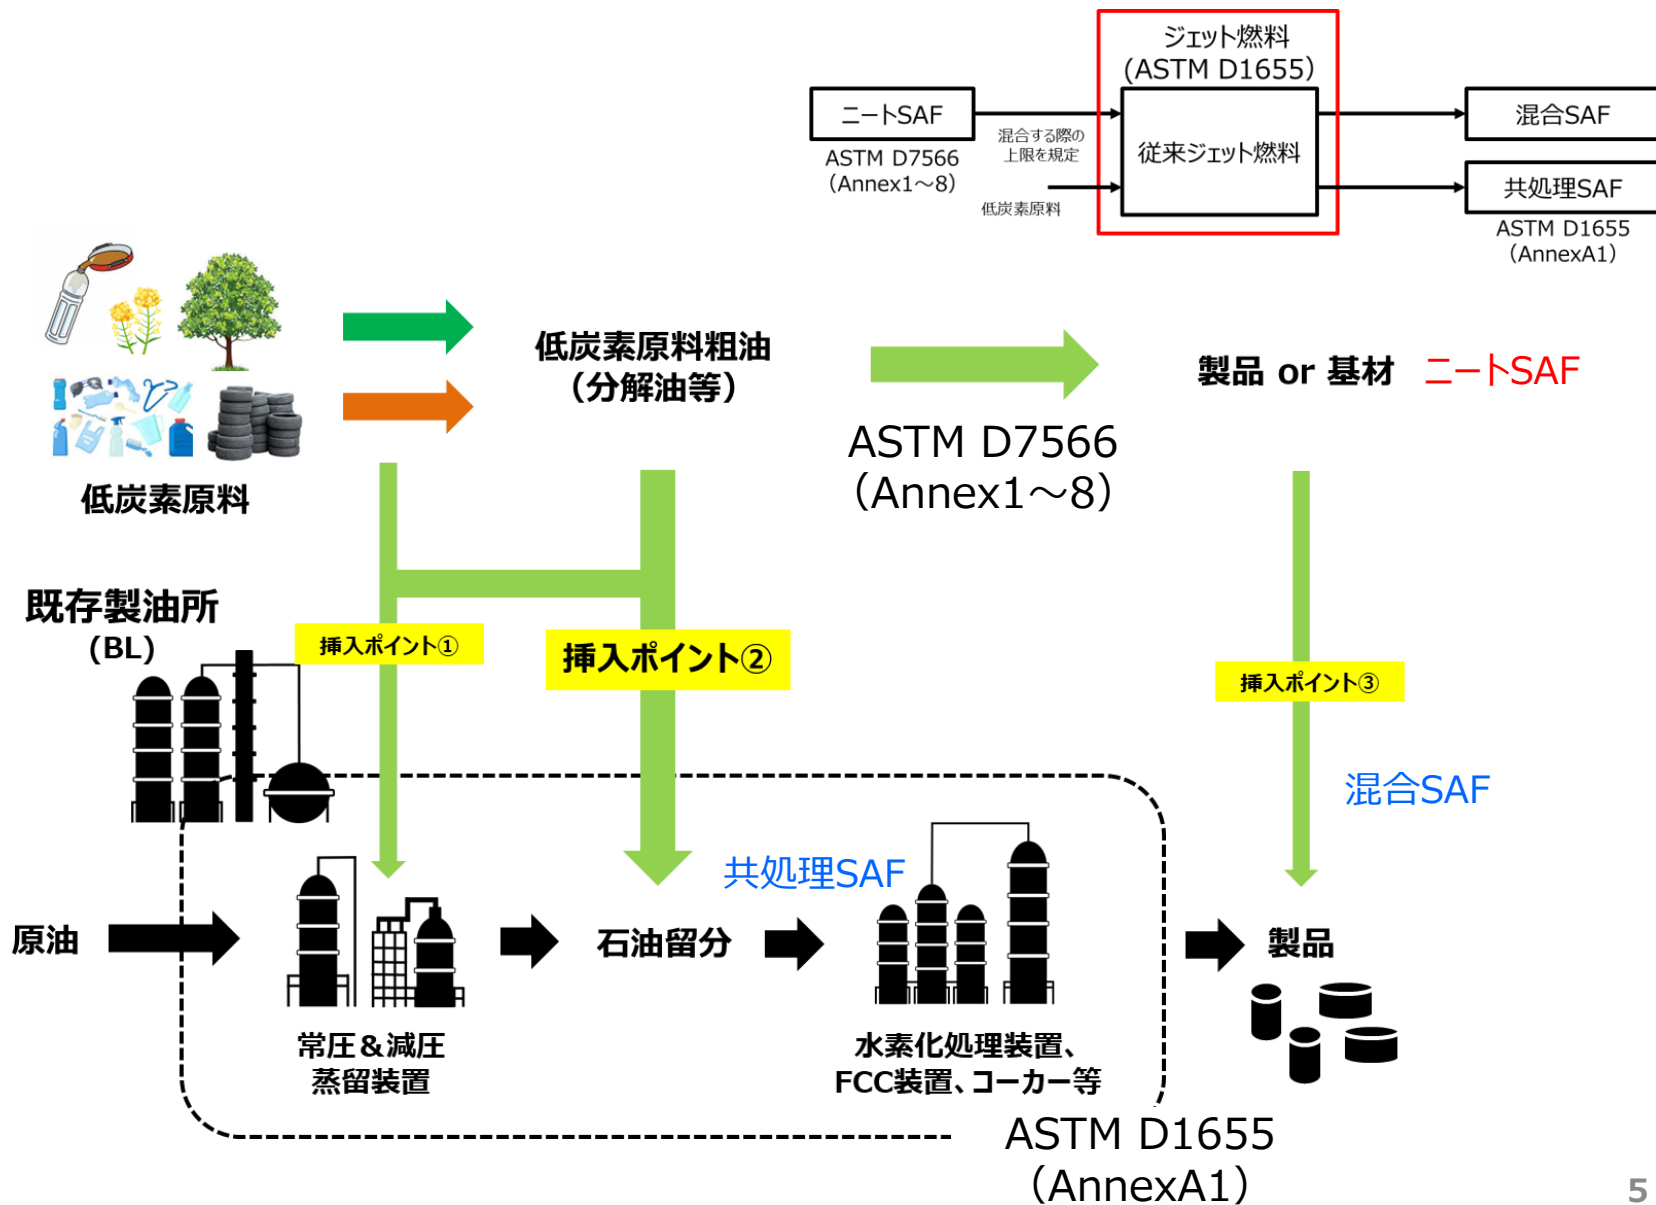 ジェット燃料
(ASTM D1655)
ニートSAF
混合する際の
上限を規定
従来ジェット燃料
混合SAF
ASTM D7566
（Annex1～8）
低炭素原料
共処理SAF
ASTM D1655
（AnnexA1）
低炭素原料粗油
（分解油等）
製品 or 基材
ニートSAF
ASTM D7566
（Annex1～8）
低炭素原料
既存製油所
(BL)
挿入ポイント①
挿入ポイント②
挿入ポイント③
混合SAF
共処理SAF
原油
石油留分
製品
常圧＆減圧
蒸留装置
水素化処理装置、
FCC装置、コーカー等
ASTM D1655
（AnnexA1）
5